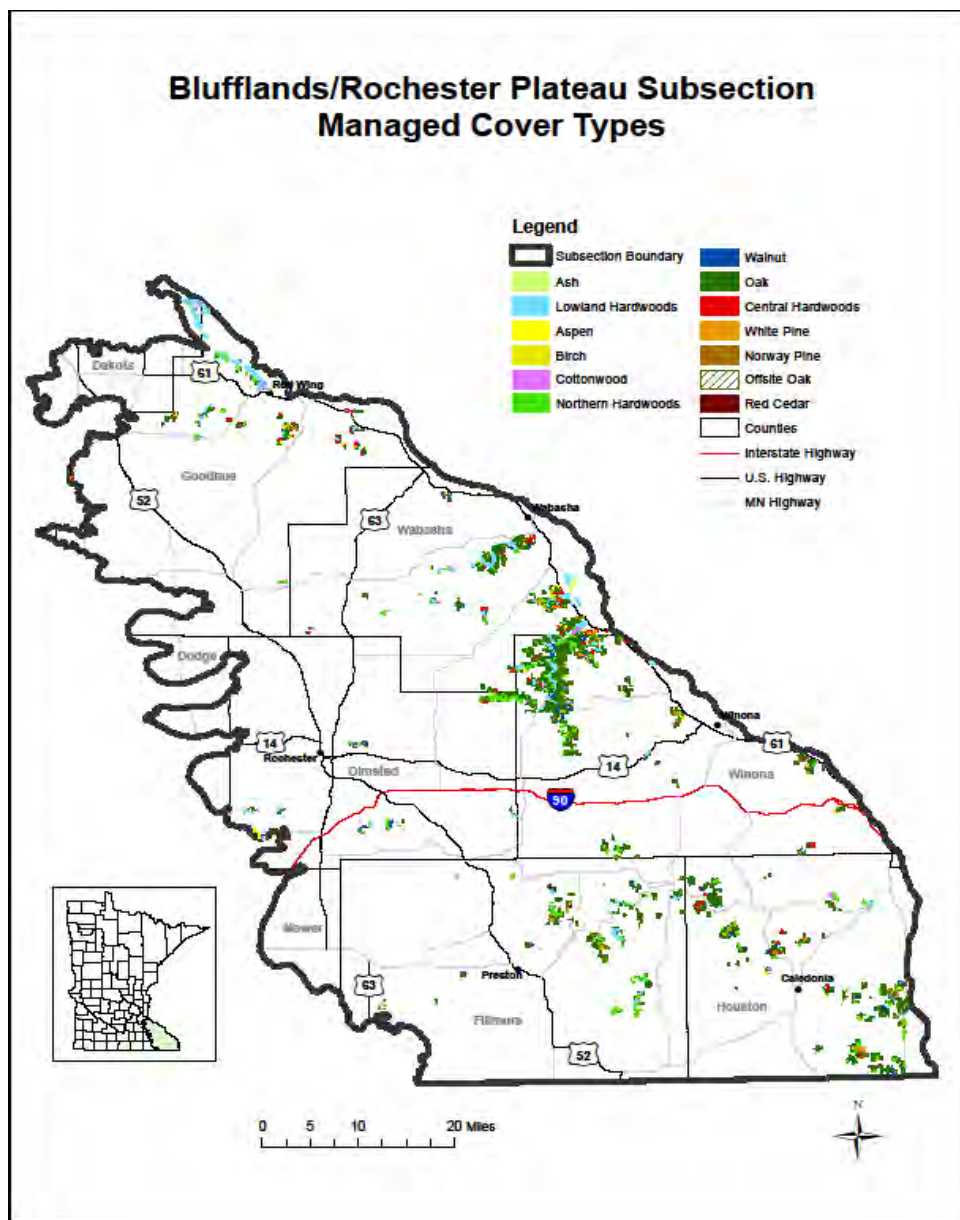 Blufflands/Rochester Plateau Subsection
Managed Cover Types
Legend
Subsection Boundary
Ash
Lowland Hardwoods
Aspen
Birch
Cottonwood
Northern Hardwoods
Walnut
Oak
Central Hardwoods
White Pine
Norway Pine
Offsite Oak
Red Cedar
Counties
Interstate Highway
U.S. Highway
MN Highway
Dakota
61
Red Wing
Goodhue
52
63
Wabasha
Wabasha
Dodge
14
Rochester
Olmsted
Winona
61
14
Winona
90
Mower
63
Preston
Fillmore
Caledonia
Houston
52
N
0 5 10 20 Miles